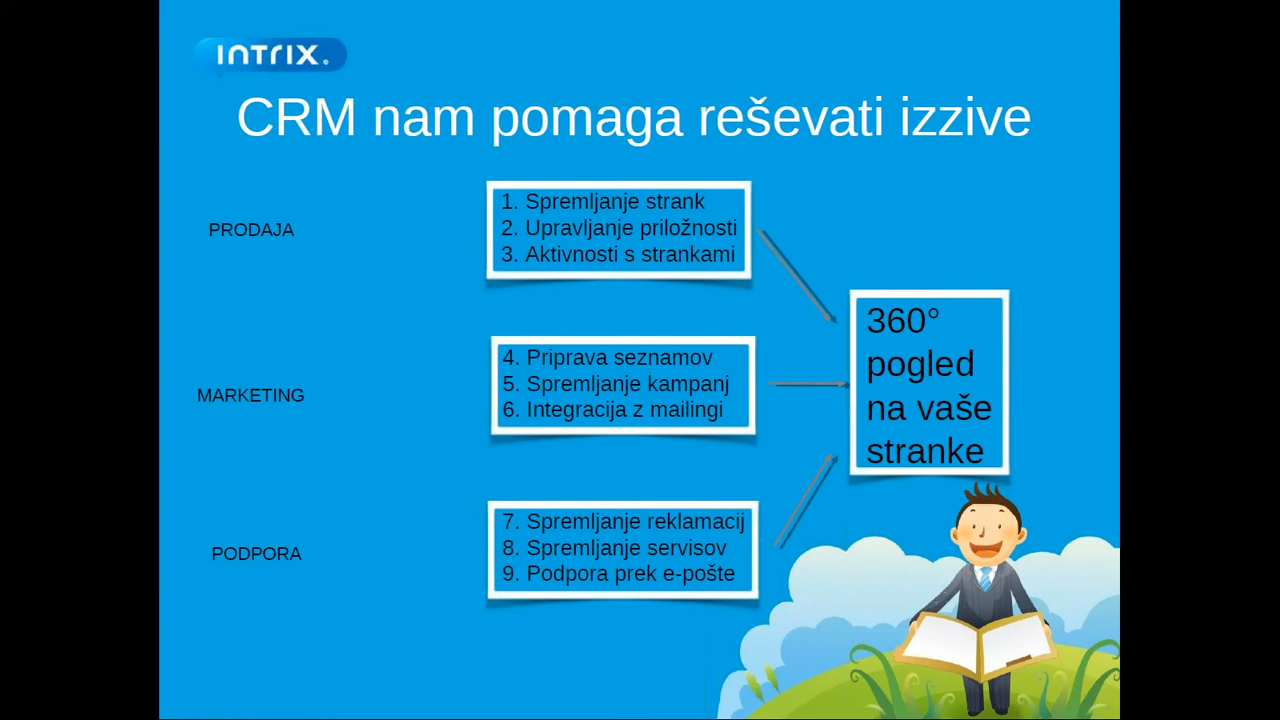 INTRIX.
CRM nam pomaga reševati izzive
PRODAJA
1. Spremljanje strank
2. Upravljanje priložnosti
3. Aktivnosti s strankami
MARKETING
4. Priprava seznamov
5. Spremljanje kampanj
6. Integracija z mailingi
PODPORA
7. Spremljanje reklamacij
8. Spremljanje servisov
9. Podpora prek e-pošte
360°
pogled
na vaše
stranke